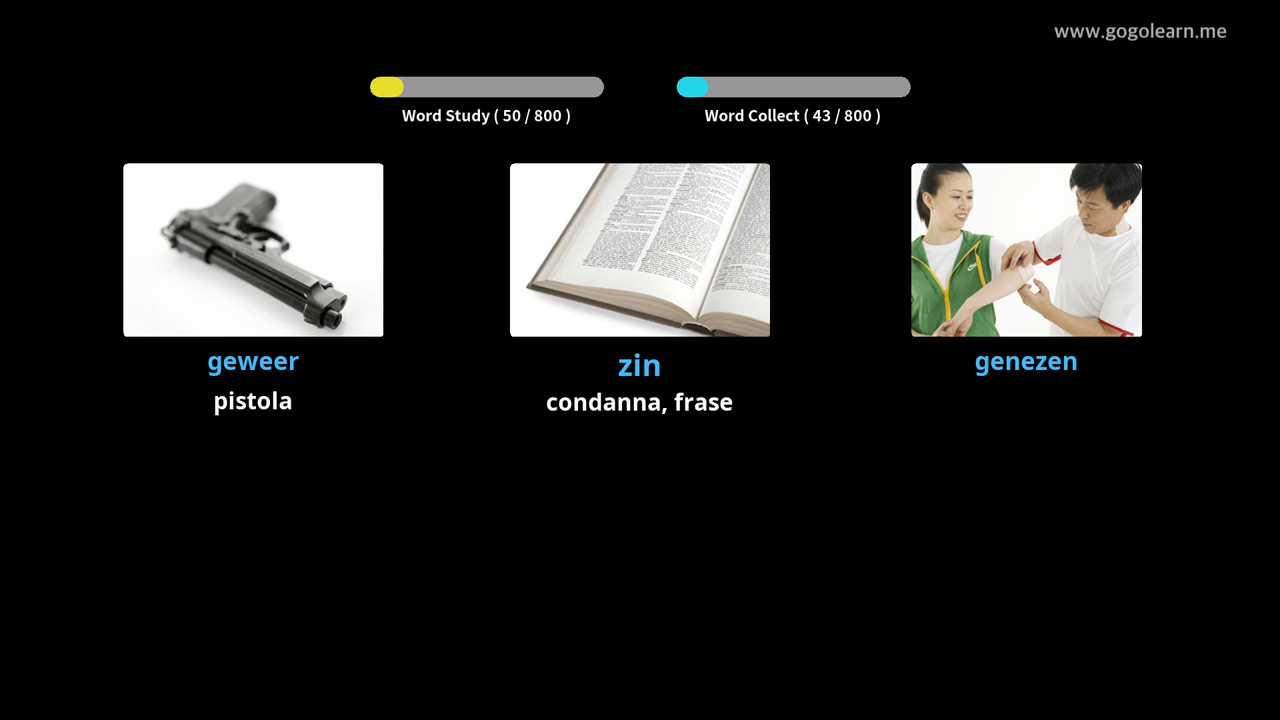 www.gogolearn.me
Word Study ( 50 / 800 )
Word Collect ( 43 / 800 )
geweer
zin
genezen
pistola
condanna, frase